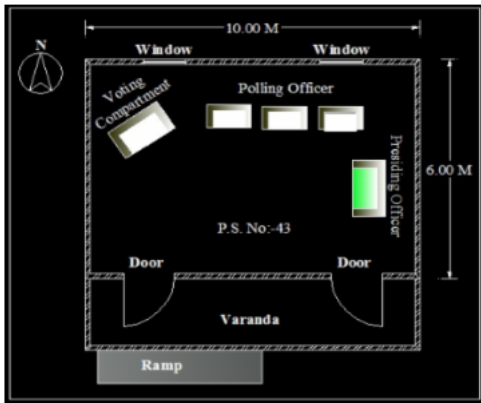 10.00 M
N
Window
Window
Voting
Compartment
Polling Officer
Presiding Officer
6.00 M
P.S. No:-43
Door
Door
Varanda
Ramp